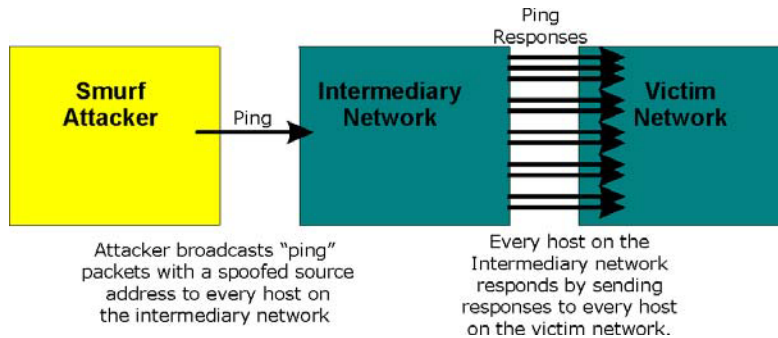 Ping
Responses
Smurf
Attacker
Ping
Intermediary
Network
Victim
Network
Attacker broadcasts “ping”
packets with a spoofed source
address to every host on
the intermediary network
Every host on the
Intermediary network
responds by sending
responses to every host
on the victim network.